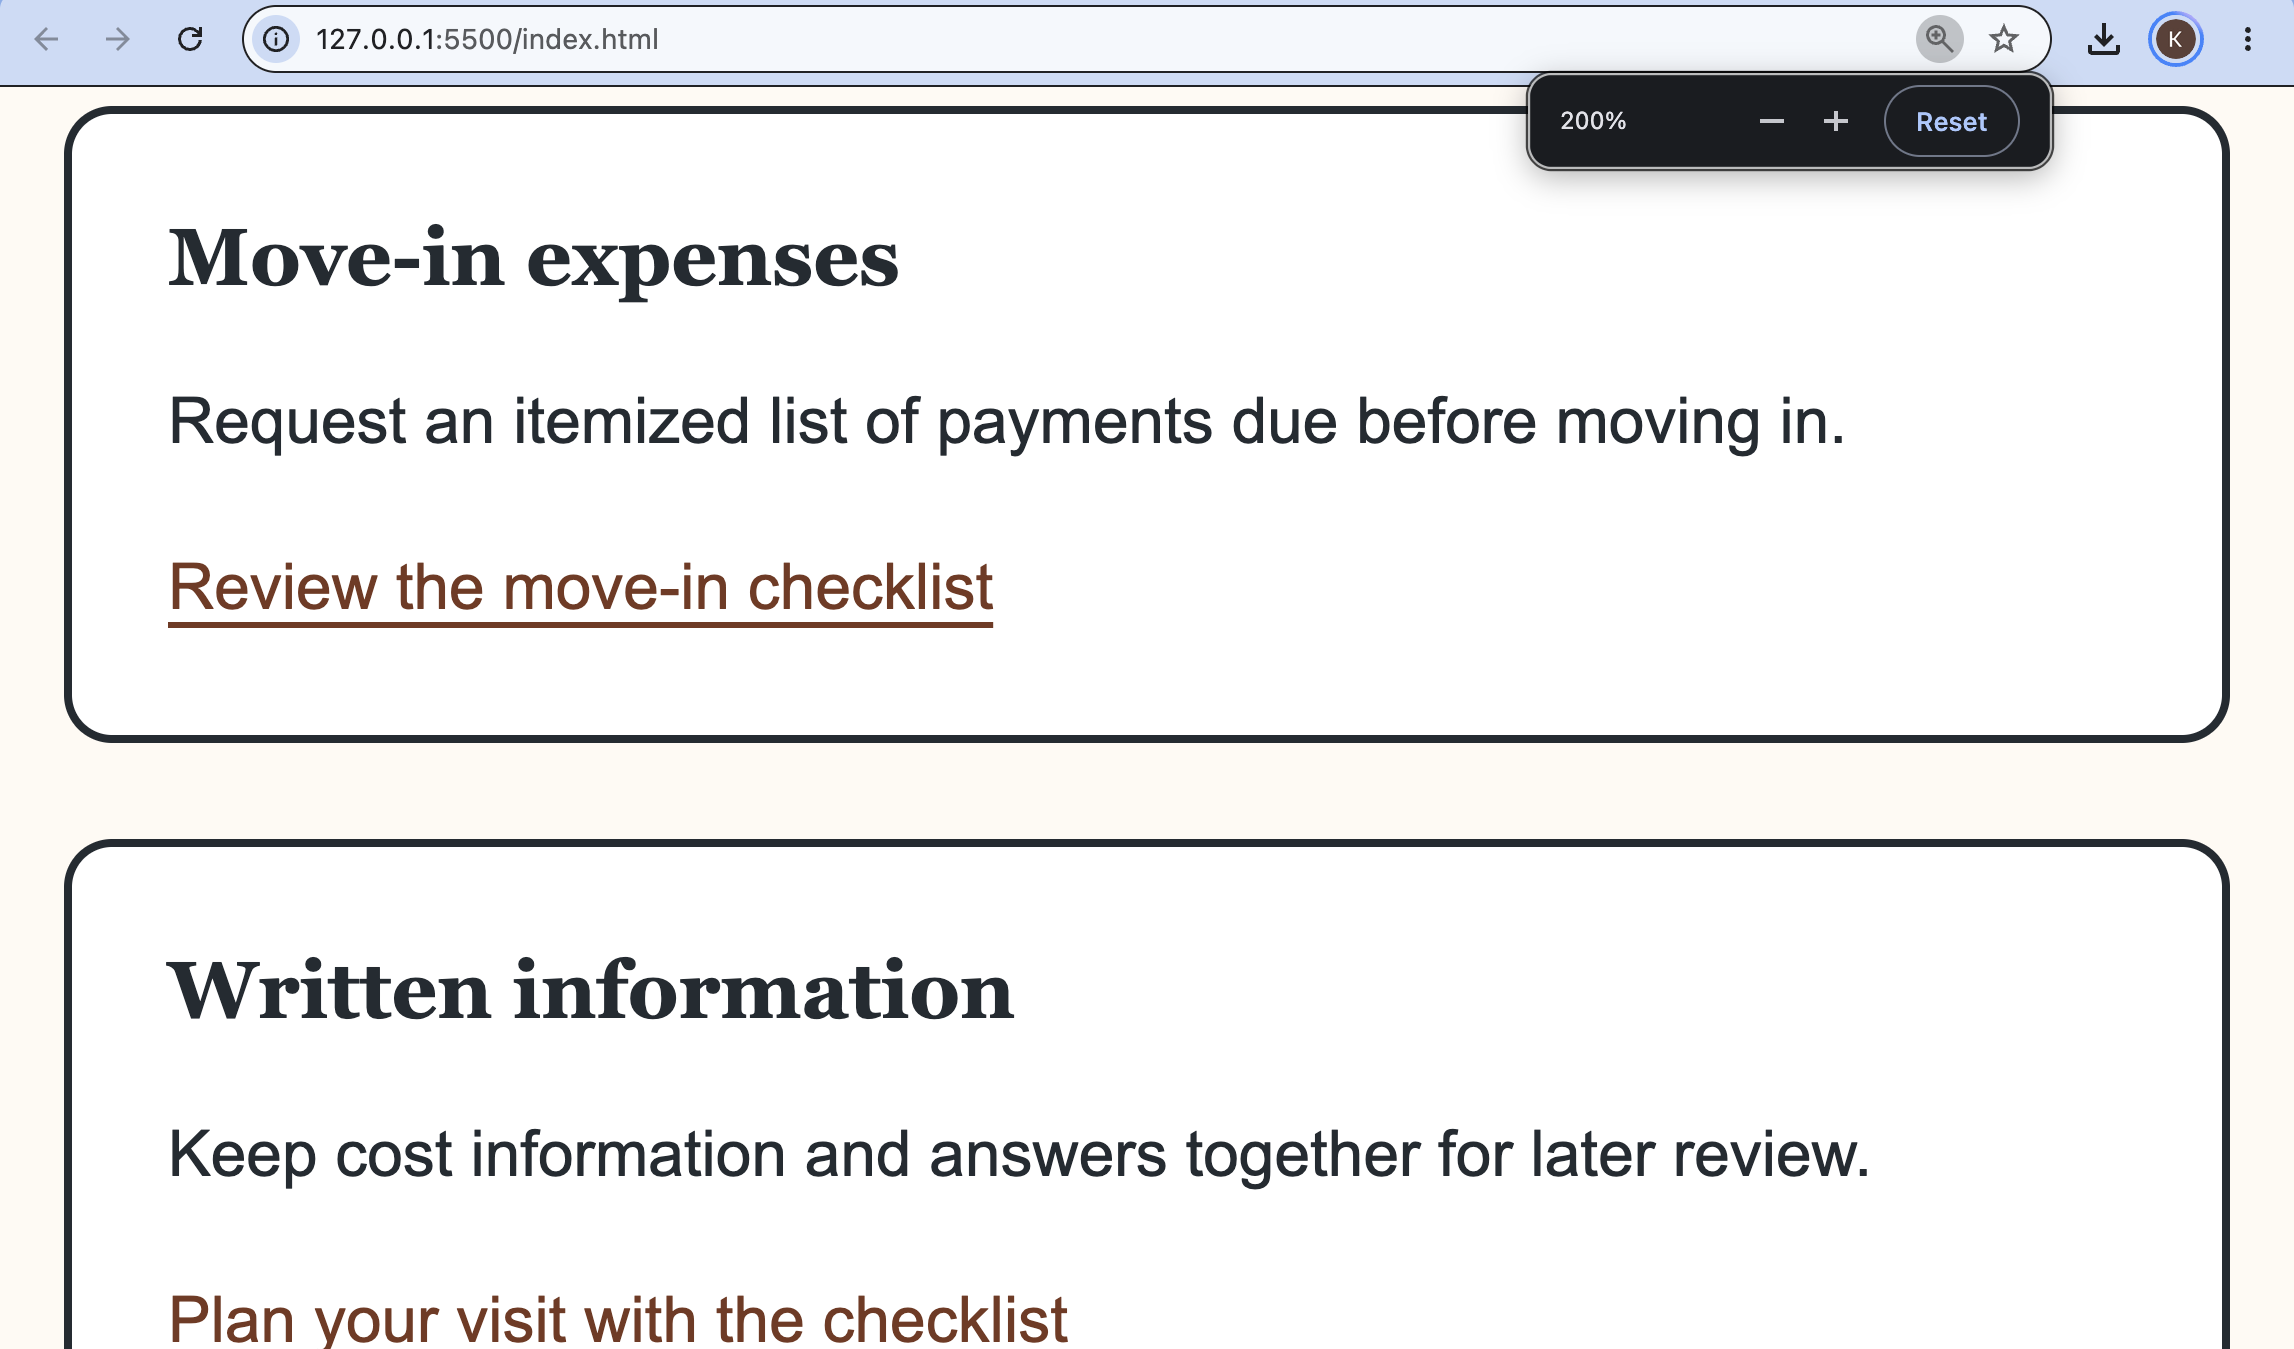 127.0.0.1:5500/index.html
K
200%
Reset
Move-in expenses
Request an itemized list of payments due before moving in.
Review the move-in checklist
Written information
Keep cost information and answers together for later review.
Plan your visit with the checklist